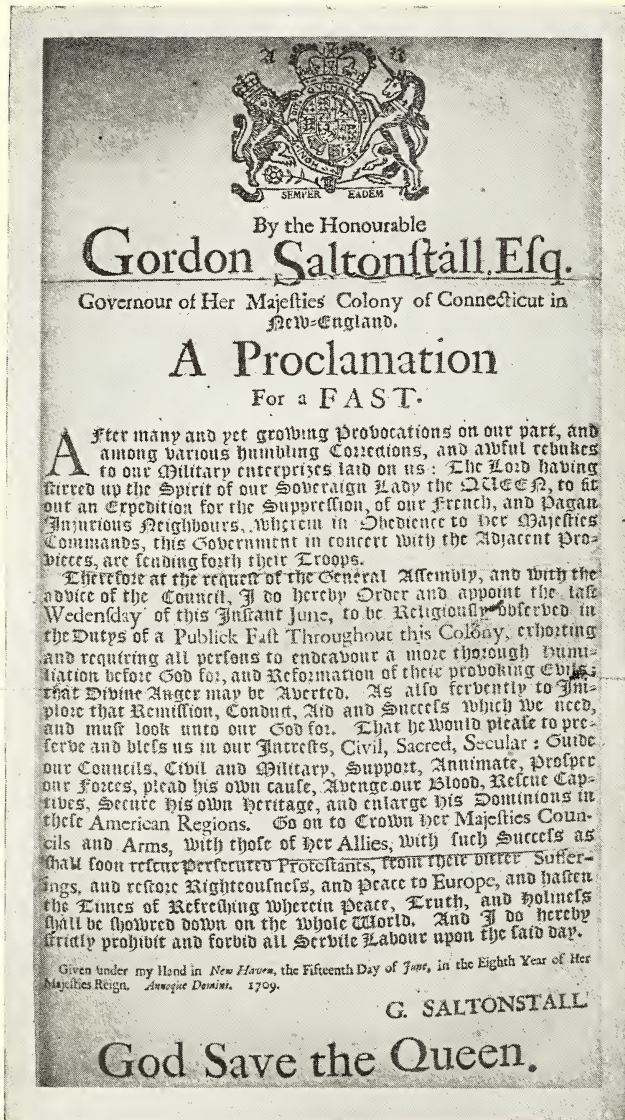 A R
HONI SOIT QUI MAL Y PENSE
SEMPER EADEM
By the Honourable
Gordon Saltonſtall, Eſq.
Governour of Her Majeſties Colony of Connecticut in
New-England.
A Proclamation
For a FAST.
AFter many and yet growing Provocations on our part, and
among various humbling Corrections, and awful rebukes
to our Military enterprizes laid on us: The Lord having
ſtirred up the Spirit of our Soveraign Lady the QUEEN, to fit
out an Expedition for the Suppreſſion, of our French, and Pagan
Injurious Neighbours, wherein in Obedience to Her Majeſties
Commands, this Government in concert with the Adjacent Pro-
vieces, are ſending forth their Troops.
Therefore at the requeſt of the General Aſſembly, and with the
advice of the Council, I do hereby Order and appoint the laſt
Wedenſday of this Inſtant June, to be Religiouſly obſerved in
the Dutys of a Publick Faſt Throughout this Colony, exhorting
and requiring all perſons to endeavour a more thorough Humi-
liation before God for, and Reformation of their provoking Evils;
that Divine Anger may be Averted. As alſo fervently to Im-
plore that Remiſſion, Conduct, Aid and Succeſs which we need,
and muſt look unto our God for. That he would pleaſe to pre-
ſerve and bleſs us in our Intreſts, Civil, Sacred, Secular: Guide
our Councils, Civil and Military, Support, Annimate, Proſper
our Forces, plead his own cauſe, Avenge our Blood, Reſcue Cap-
tives, Secure His own Heritage, and enlarge his Dominions in
theſe American Regions. Go on to Crown Her Majeſties Coun-
cils and Arms, with thoſe of her Allies, with ſuch Succeſs as
ſhall ſoon reſcue Perſecuted Proteſtants, from their bitter Suffer-
ings, and reſtore Righteouſneſs, and Peace to Europe, and haſten
the Times of Refreſhing wherein Peace, Truth, and Holineſs
ſhall be ſhowred down on the whole World. And I do hereby
ſtrictly prohibit and forbid all Servile Labour upon the ſaid day.
Given under my Hand in New Haven, the Fifteenth Day of June, in the Eighth Year of Her
Majeſties Reign. Annoque Domini. 1709.
G. SALTONSTALL
God Save the Queen.